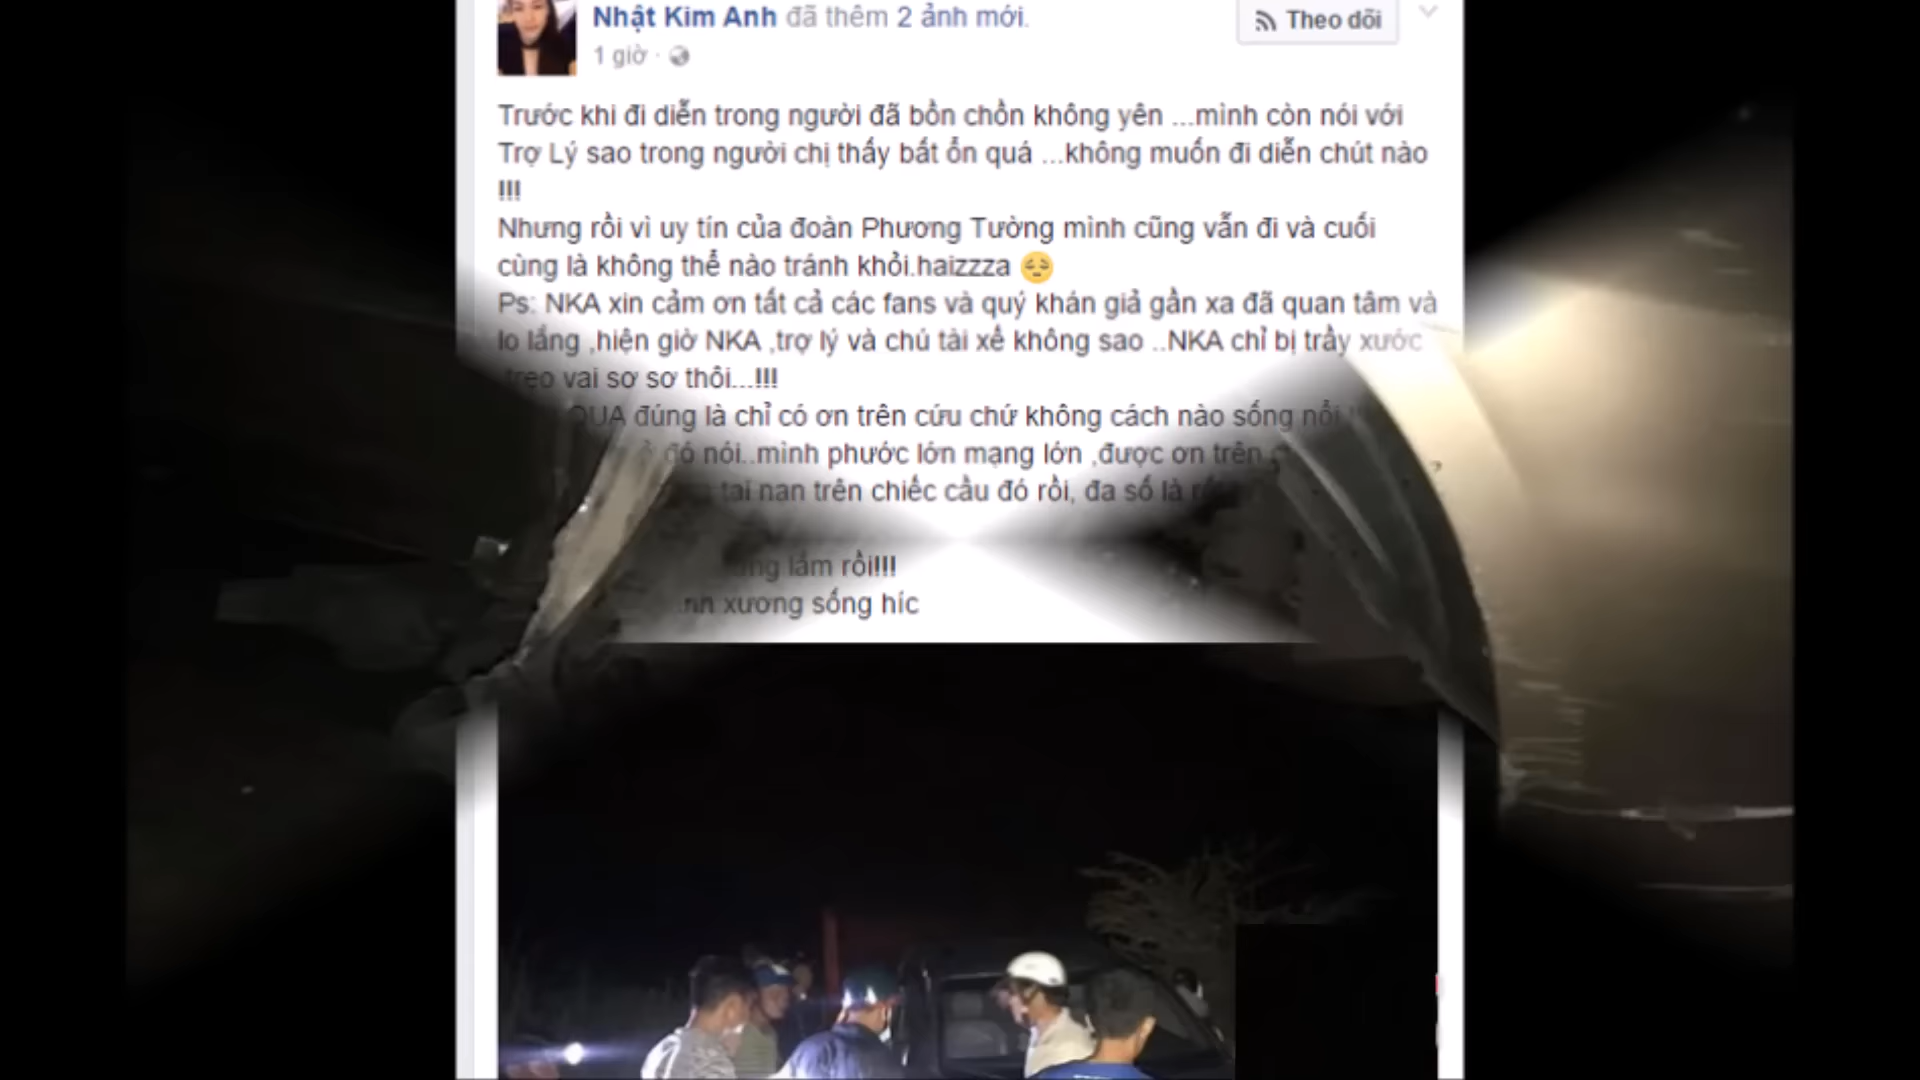 Nhật Kim Anh đã thêm 2 ảnh mới.
Theo dõi
1 giờ ·
Trước khi đi diễn trong người đã bồn chồn không yên ...mình còn nói với
Trợ Lý sao trong người chị thấy bất ổn quá ...không muốn đi diễn chút nào
!!!
Nhưng rồi vì uy tín của đoàn Phương Tường mình cũng vẫn đi và cuối
cùng là không thể nào tránh khỏi.haizzza
Ps: NKA xin cảm ơn tất cả các fans và quý khán giả gần xa đã quan tâm và
lo lắng ,hiện giờ NKA ,trợ lý và chú tài xế không sao ..NKA chỉ bị trầy xước
,treo vai sơ sơ thôi...!!!
QUA đúng là chỉ có ơn trên cứu chứ không cách nào sống nổi
đó nói..mình phước lớn mạng lớn ,được ơn trên
tai nan trên chiếc cầu đó rồi, đa số là
lắm rồi!!!
xương sống híc